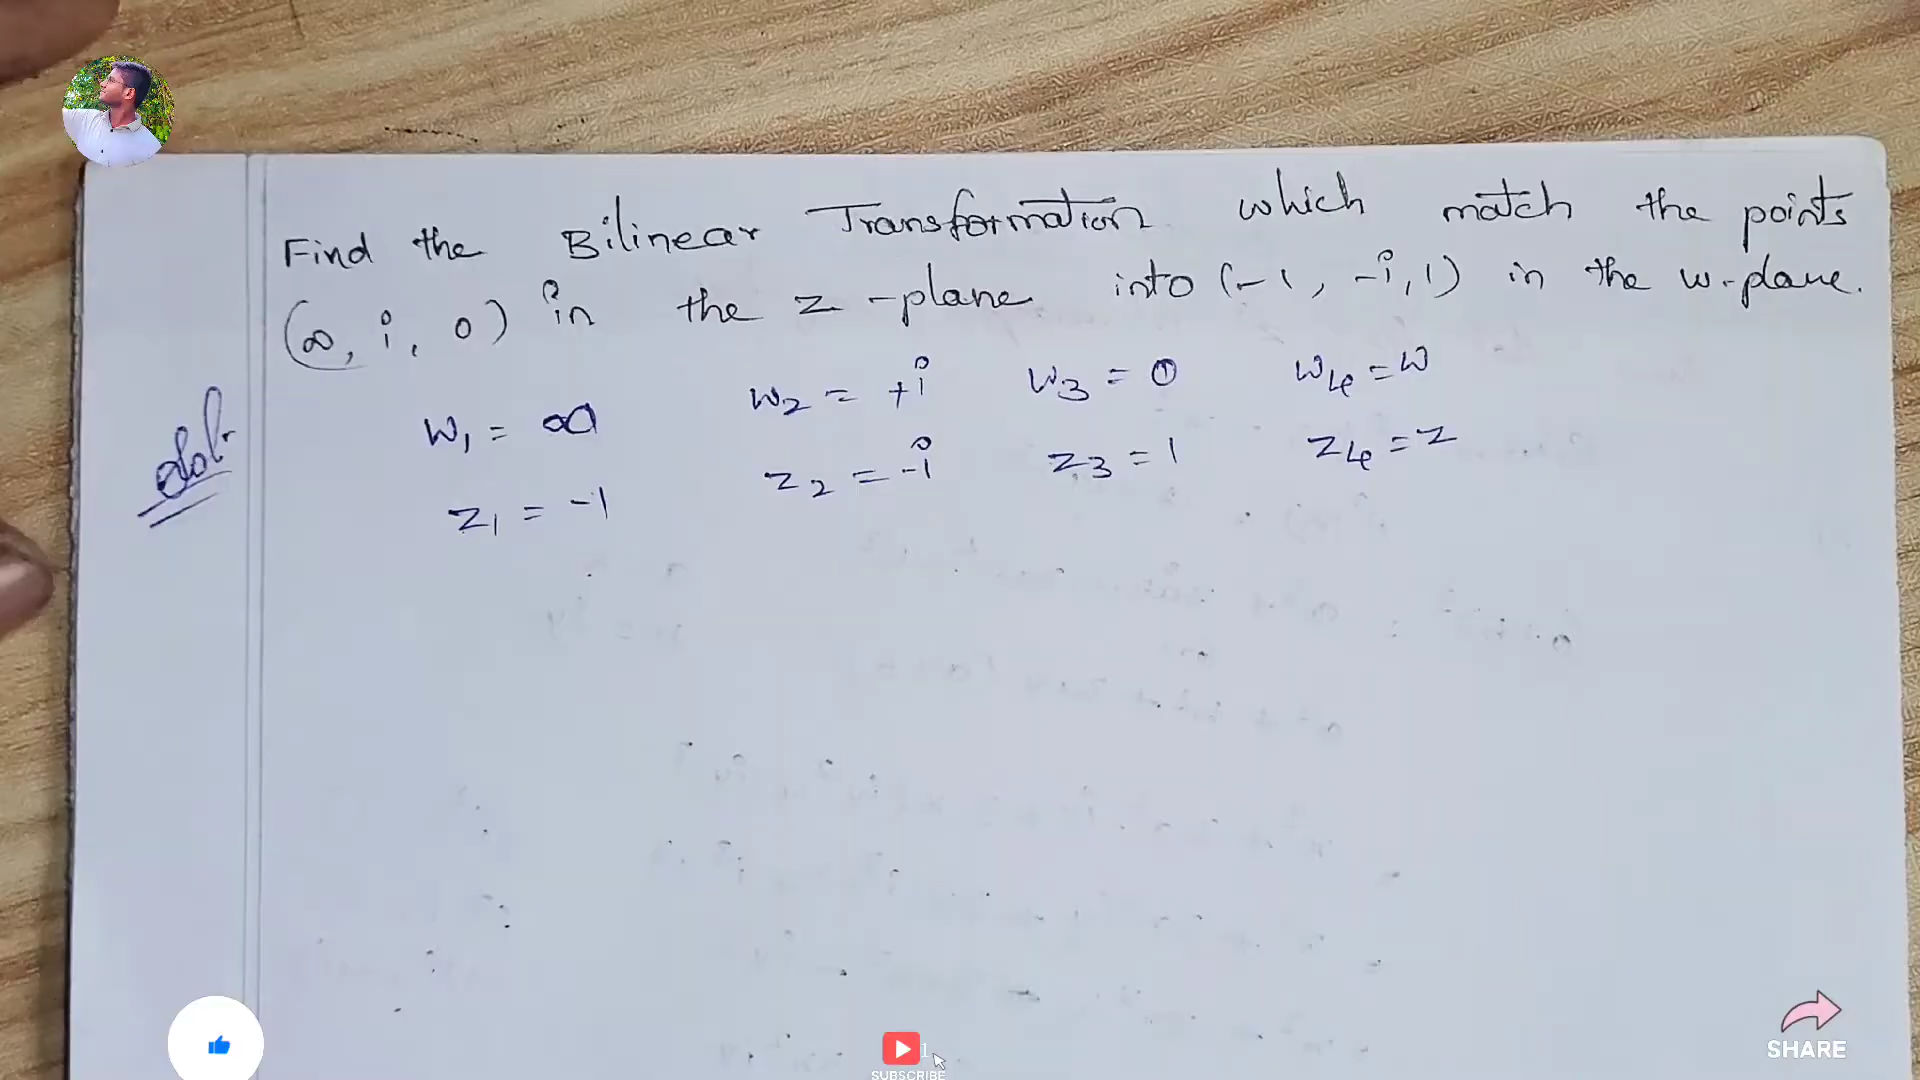 Find the Bilinear Transformation which match the points
(∞, i, 0) in the z-plane into (-1, -i, 1) in the w-plane.
Sol:-
w1 = ∞ w2 = +i w3 = 0 w4 = w
z1 = -1 z2 = -i z3 = 1 z4 = z
SUBSCRIBE
SHARE